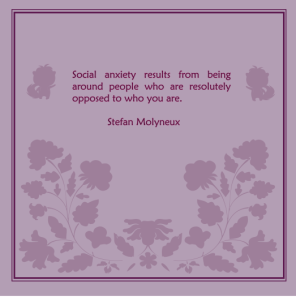 Social anxiety results from being
around people who are resolutely
opposed to who you are.
Stefan Molyneux